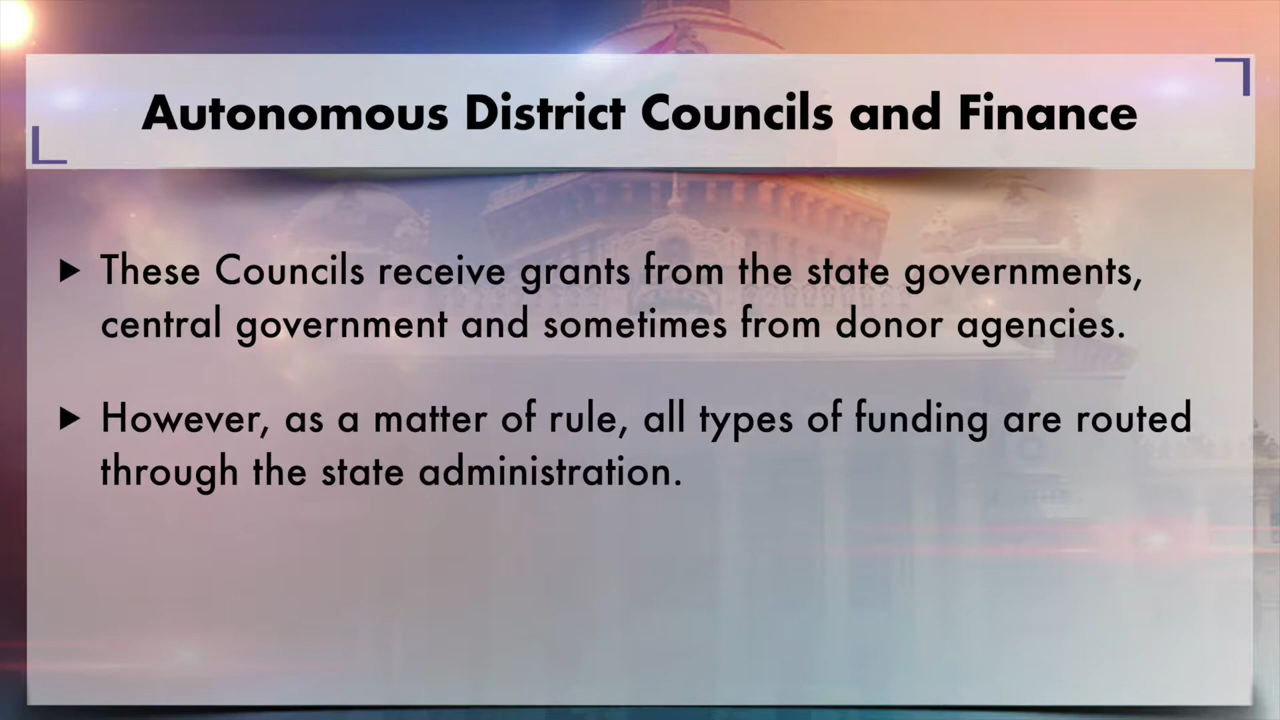 Autonomous District Councils and Finance
These Councils receive grants from the state governments,
central government and sometimes from donor agencies.
However, as a matter of rule, all types of funding are routed
through the state administration.